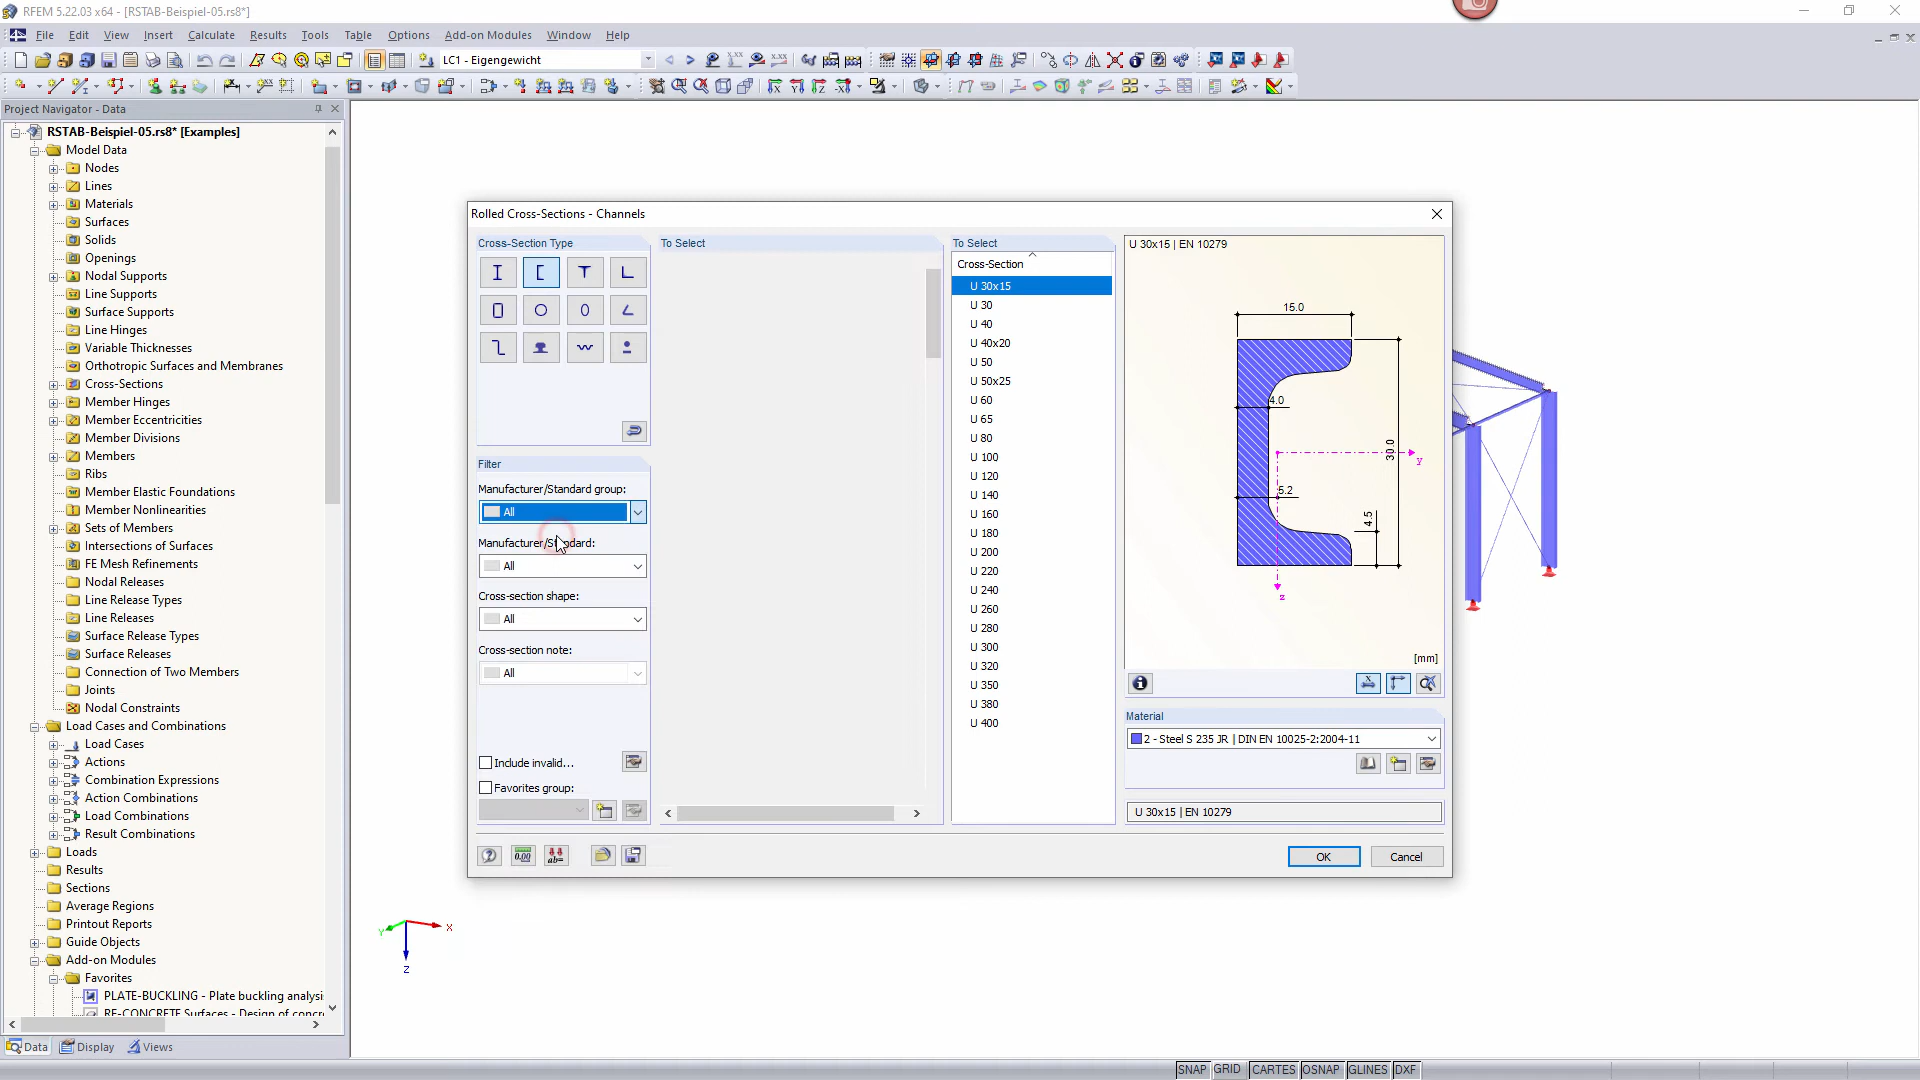 RFEM 5.22.03 x64 - [RSTAB-Beispiel-05.rs8*]
File Edit View Insert Calculate Results Tools Table Options Add-on Modules Window Help
LC1 - Eigengewicht
Project Navigator - Data
RSTAB-Beispiel-05.rs8* [Examples]
Model Data
Nodes
Lines
Materials
Surfaces
Solids
Openings
Nodal Supports
Line Supports
Surface Supports
Line Hinges
Variable Thicknesses
Orthotropic Surfaces and Membranes
Cross-Sections
Member Hinges
Member Eccentricities
Member Divisions
Members
Ribs
Member Elastic Foundations
Member Nonlinearities
Sets of Members
Intersections of Surfaces
FE Mesh Refinements
Nodal Releases
Line Release Types
Line Releases
Surface Release Types
Surface Releases
Connection of Two Members
Joints
Nodal Constraints
Load Cases and Combinations
Load Cases
Actions
Combination Expressions
Action Combinations
Load Combinations
Result Combinations
Loads
Results
Sections
Average Regions
Printout Reports
Guide Objects
Add-on Modules
Favorites
PLATE-BUCKLING - Plate buckling analysi
RF-CONCRETE Surfaces - Design of concr
Data Display Views
Rolled Cross-Sections - Channels
Cross-Section Type
Filter
Manufacturer/Standard group:
All
Manufacturer/Standard:
All
Cross-section shape:
All
Cross-section note:
All
Include invalid...
Favorites group:
0.00
ab=
To Select
To Select
Cross-Section
U 30x15
U 30
U 40
U 40x20
U 50
U 50x25
U 60
U 65
U 80
U 100
U 120
U 140
U 160
U 180
U 200
U 220
U 240
U 260
U 280
U 300
U 320
U 350
U 380
U 400
U 30x15 | EN 10279
15.0
4.0
30.0
y
5.2
4.5
z
[mm]
Material
2 - Steel S 235 JR | DIN EN 10025-2:2004-11
U 30x15 | EN 10279
OK Cancel
Y X
Z
SNAP GRID CARTES OSNAP GLINES DXF